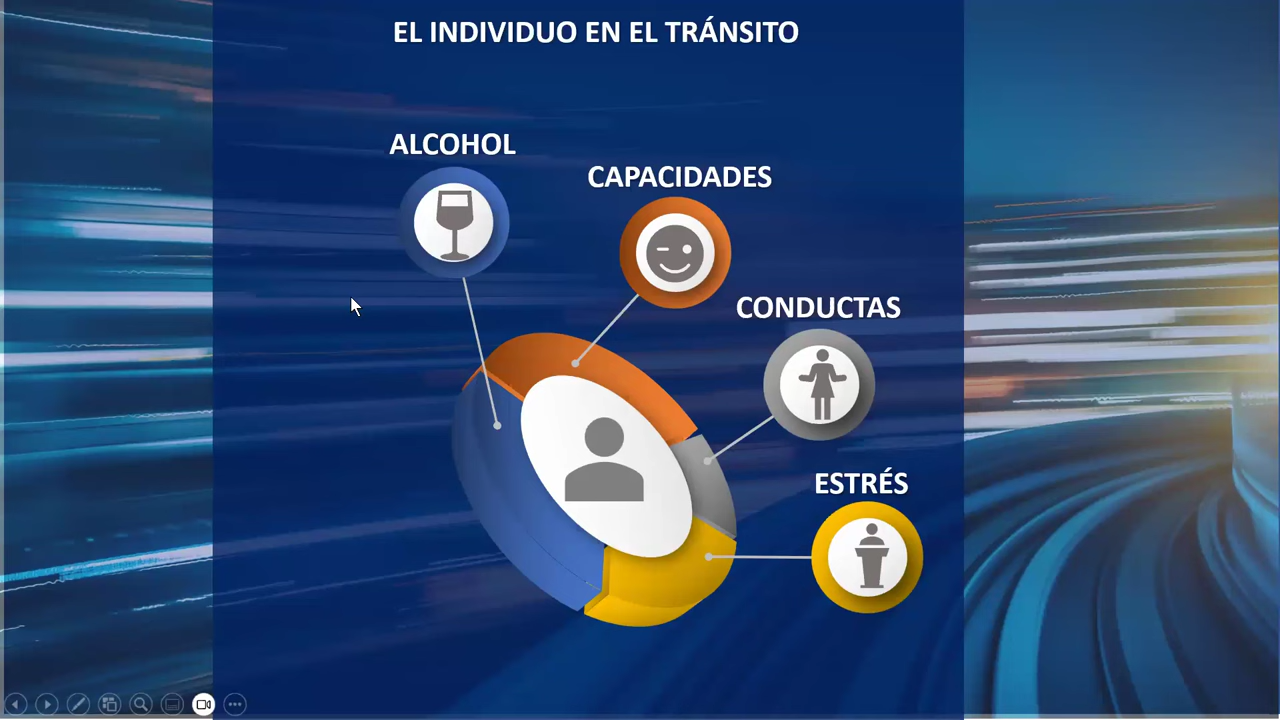 EL INDIVIDUO EN EL TRÁNSITO
ALCOHOL
CAPACIDADES
CONDUCTAS
ESTRÉS